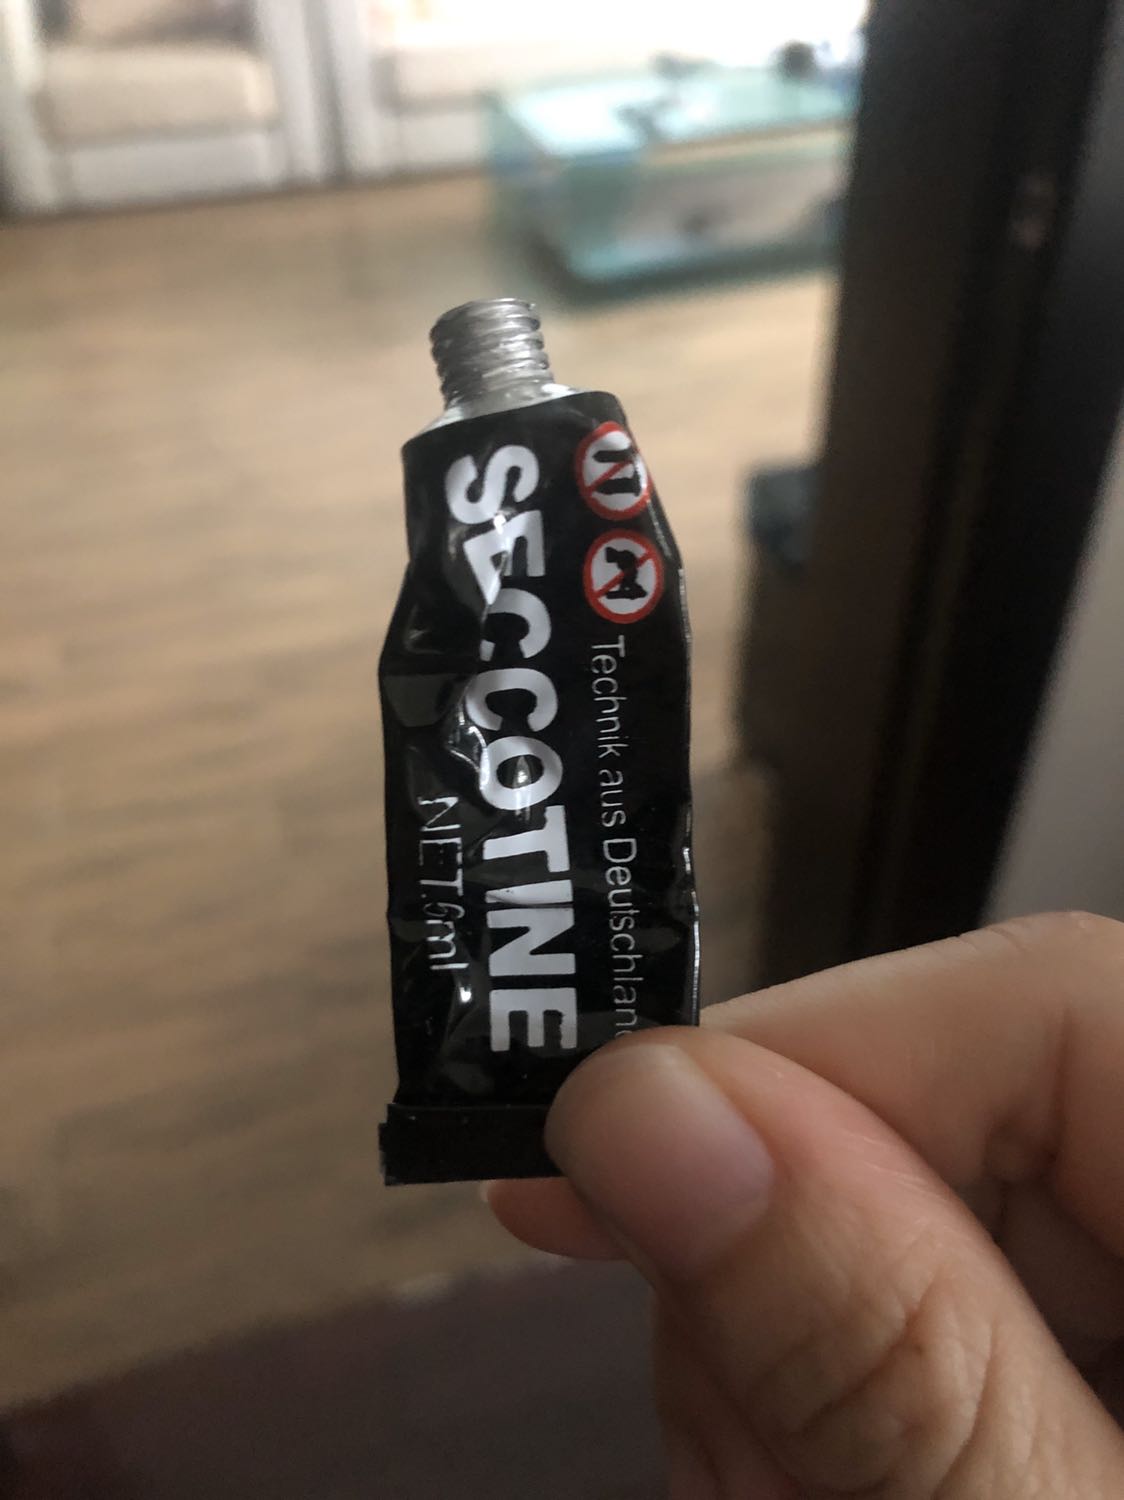 Technik aus Deutschland
SECCOTINE
NET.6ml